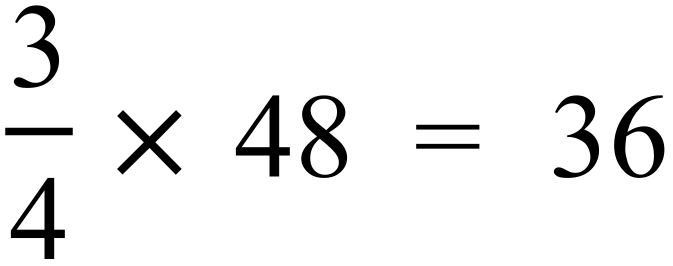 3/4 × 48 = 36